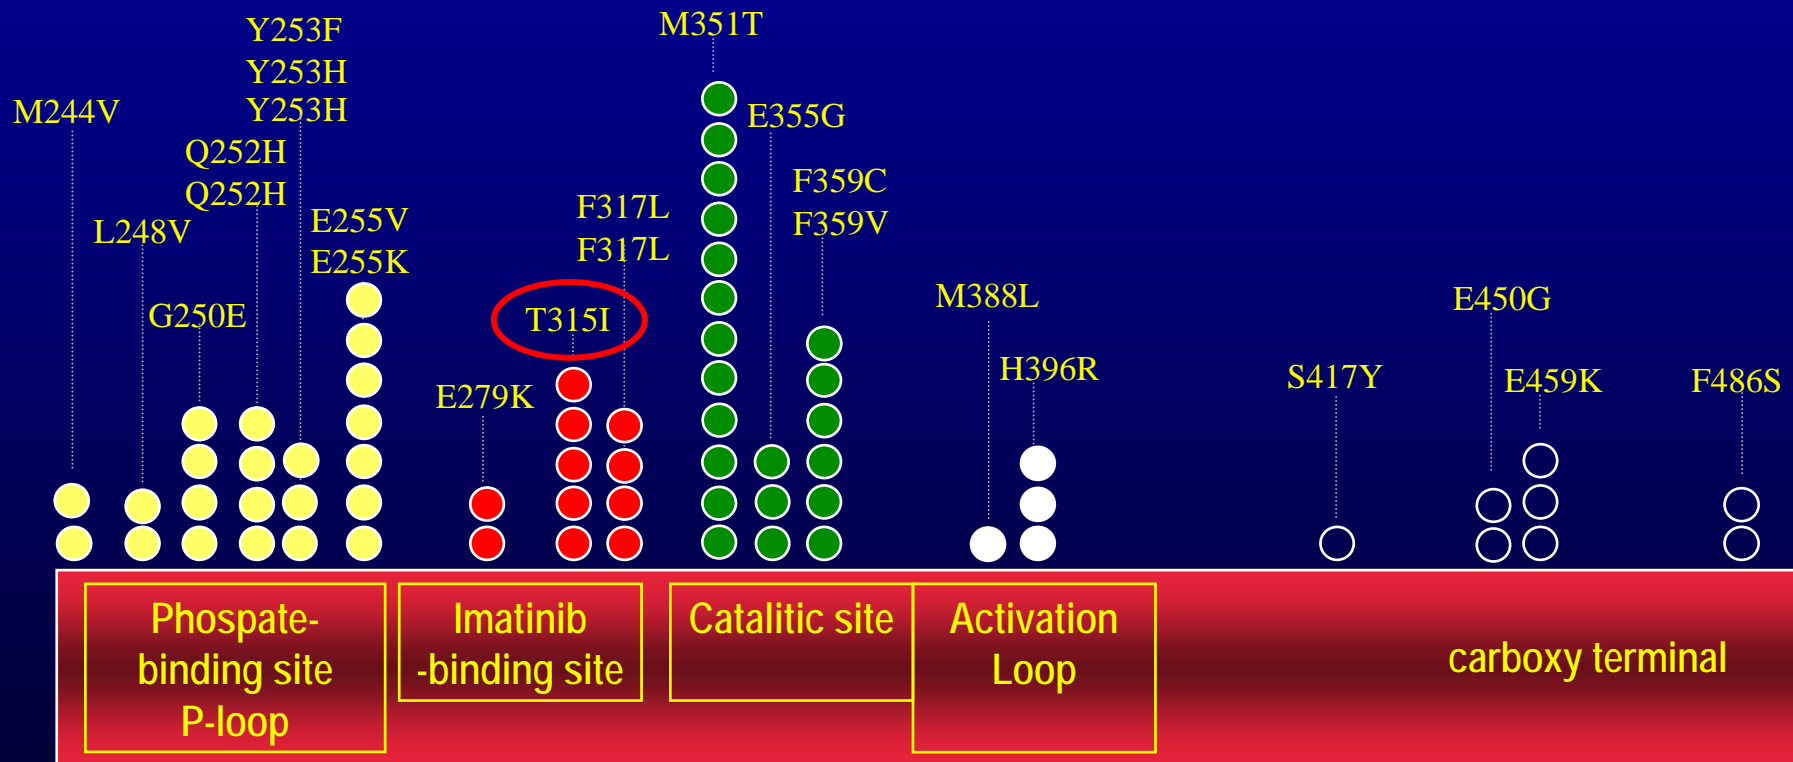 M244V
L248V
G250E
Q252H
Q252H
Y253F
Y253H
Y253H
E255V
E255K
E279K
T315I
F317L
F317L
M351T
E355G
F359C
F359V
M388L
H396R
S417Y
E450G
E459K
F486S
Phospate-
binding site
P-loop
Imatinib
-binding site
Catalitic site
Activation
Loop
carboxy terminal